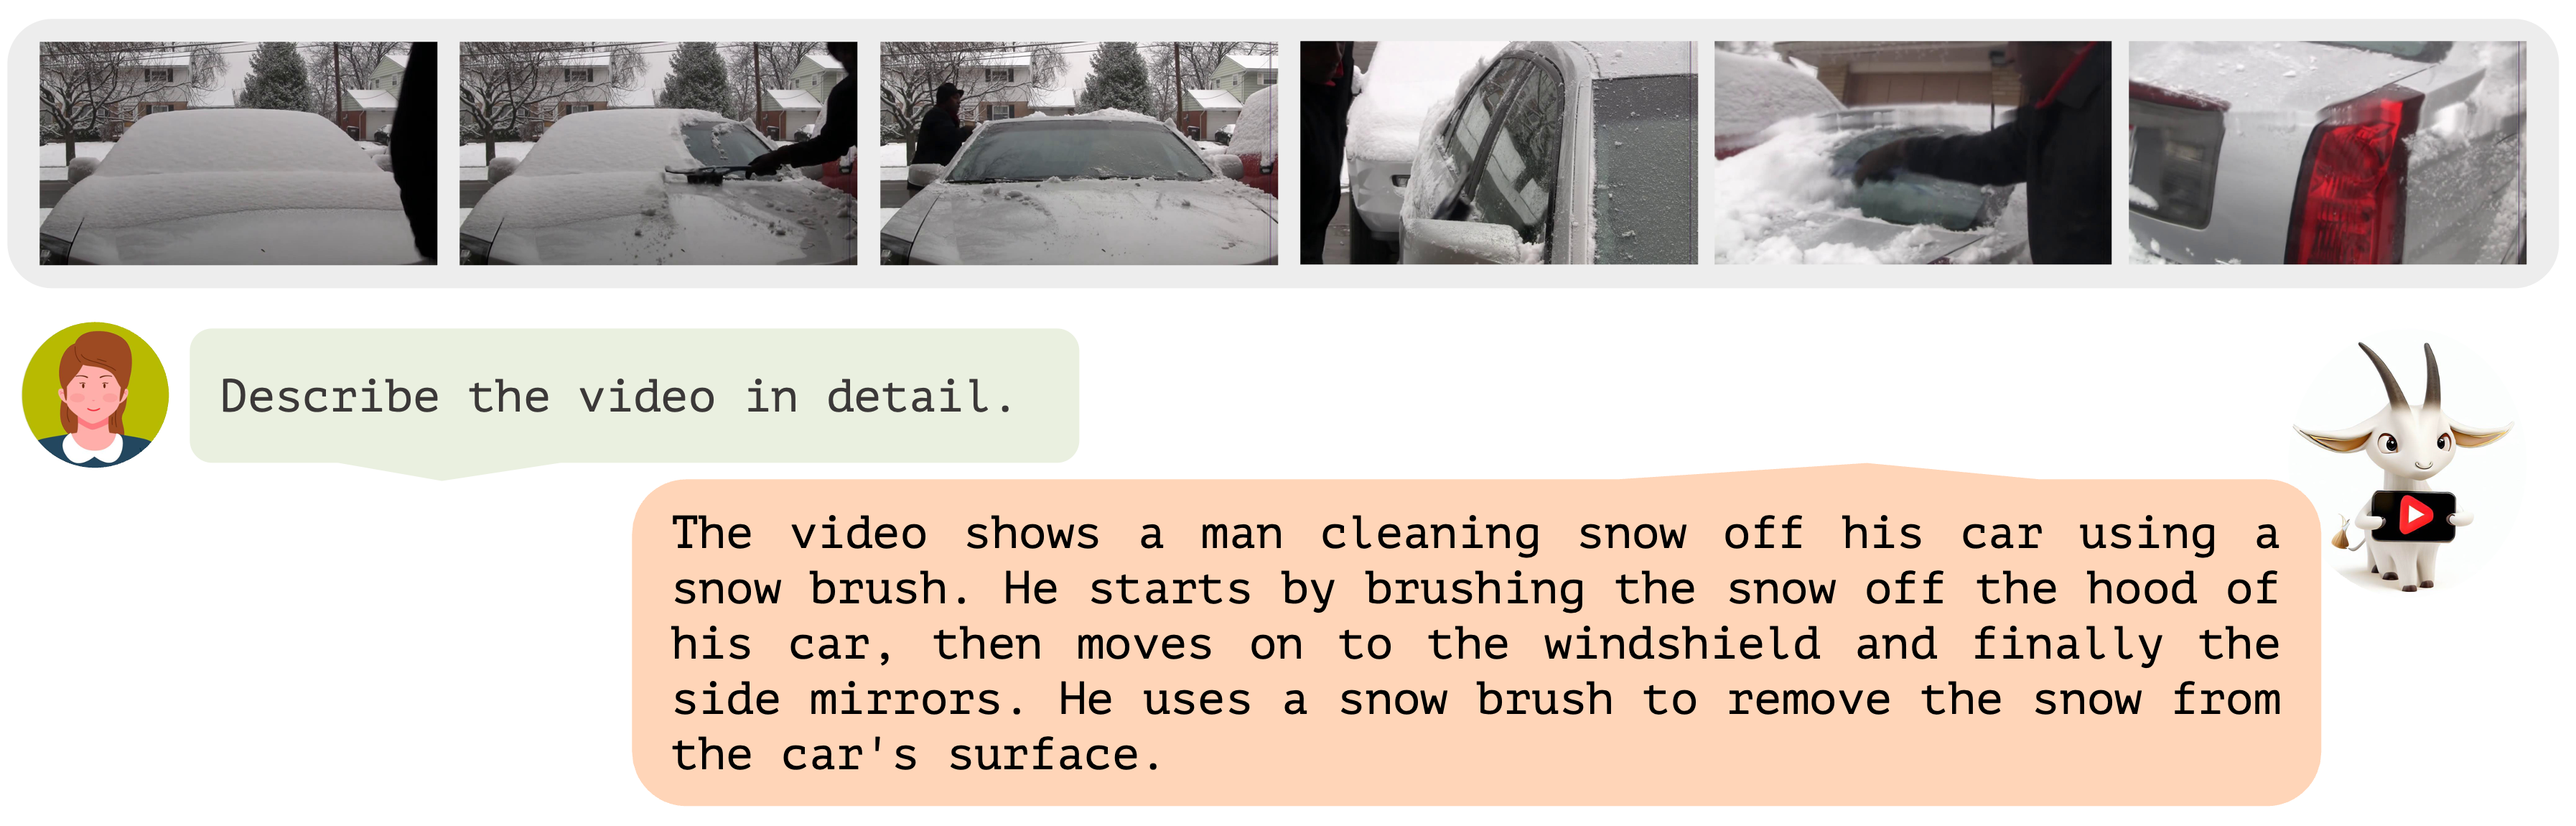 Describe the video in detail.
The video shows a man cleaning snow off his car using a
snow brush. He starts by brushing the snow off the hood of
his car, then moves on to the windshield and finally the
side mirrors. He uses a snow brush to remove the snow from
the car's surface.